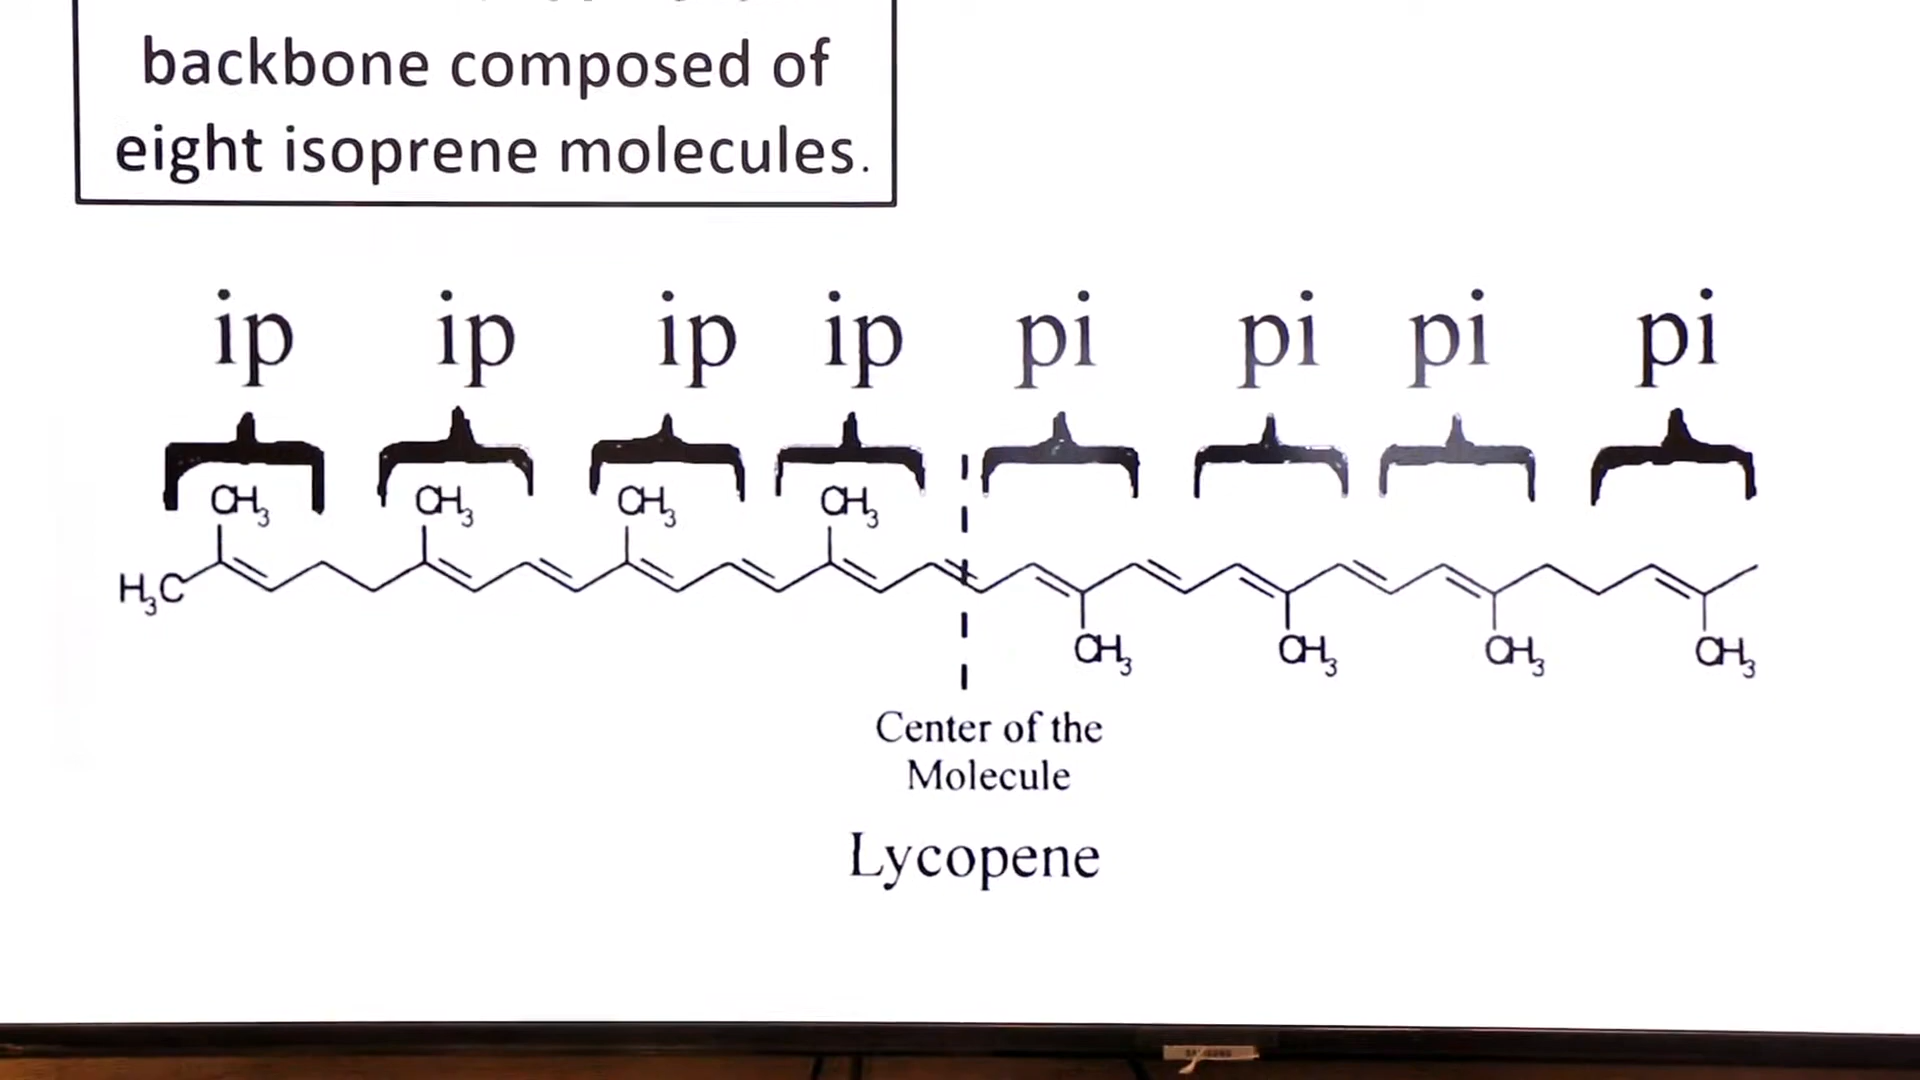 backbone composed of
eight isoprene molecules.
ip ip ip ip pi pi pi pi
CH3 CH3 CH3 CH3
H3C
CH3 CH3 CH3 CH3
Center of the
Molecule
Lycopene
SAMSUNG